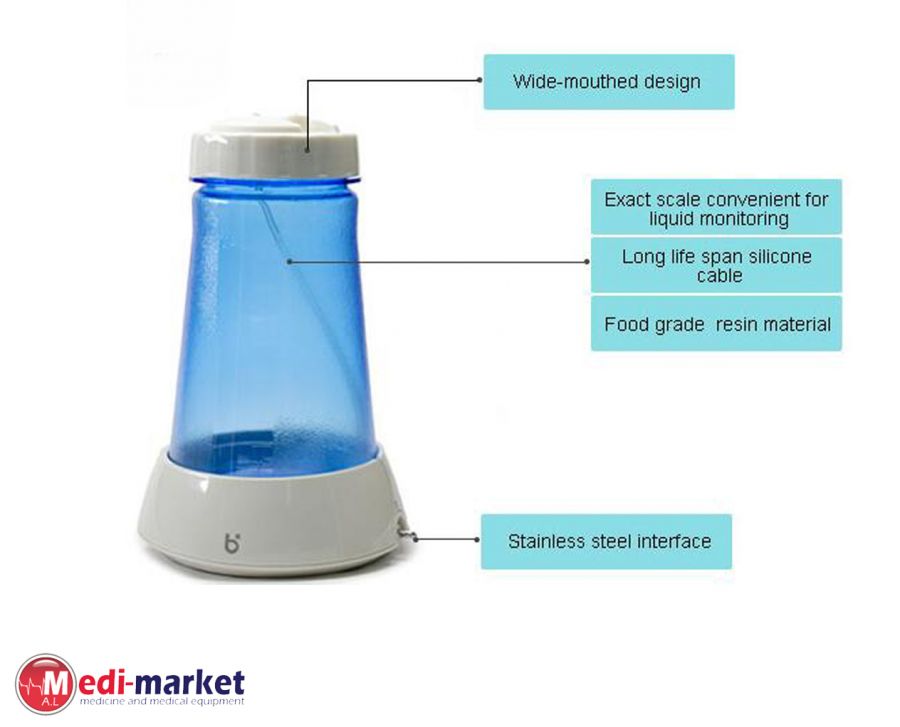 Wide-mouthed design
Exact scale convenient for
liquid monitoring
Long life span silicone
cable
Food grade resin material
b
Stainless steel interface
Medi-market
A.L
medicine and medical equipment